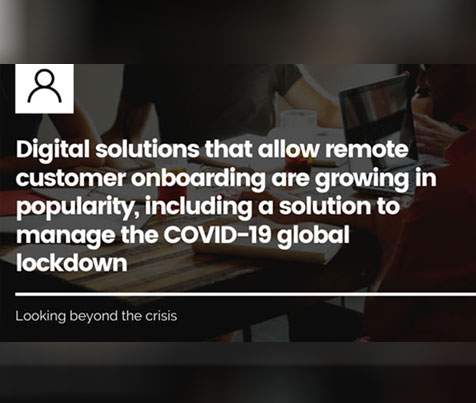 Digital solutions that allow remote
customer onboarding are growing in
popularity, including a solution to
manage the COVID-19 global
lockdown
Looking beyond the crisis